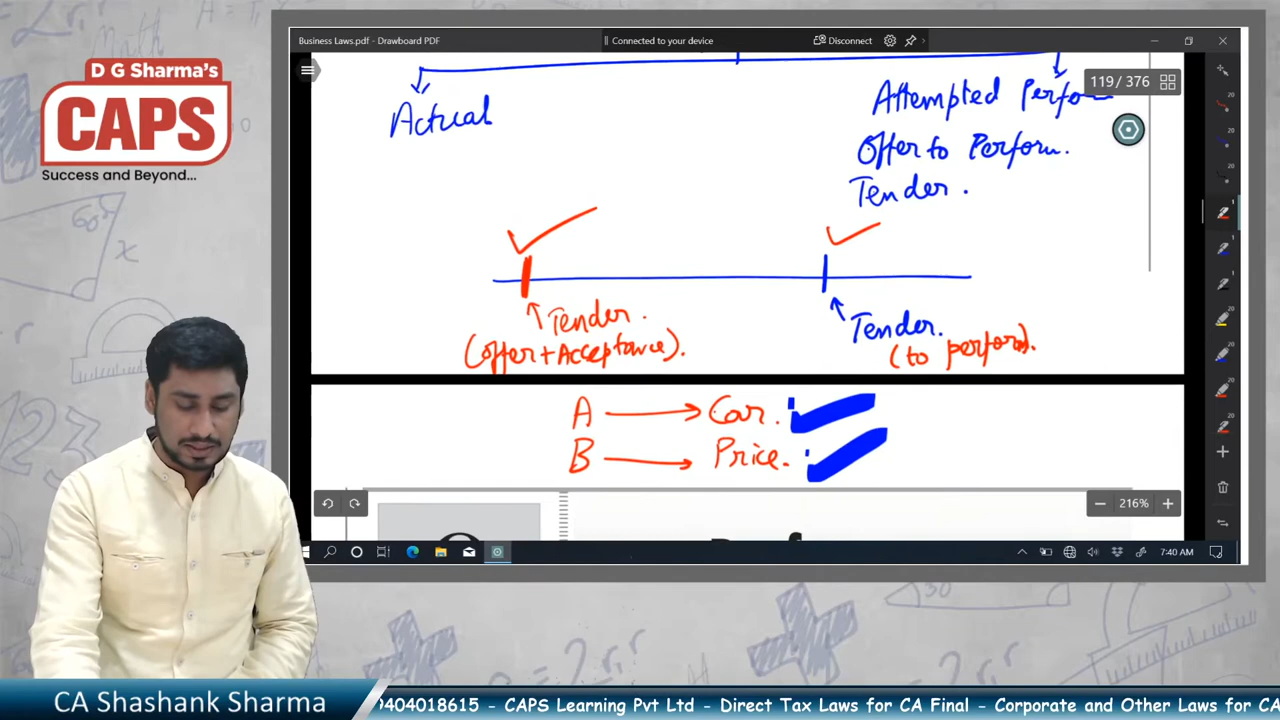 D G Sharma's
CAPS
Success and Beyond...
Business Laws.pdf - Drawboard PDF
Connected to your device
Disconnect
119 / 376
Actual
Attempted Perfo
Offer to Perform.
Tender.
Tender.
(offer+Acceptance).
Tender.
(to perform).
A → Car.
B → Price.
216%
7:40 AM
CA Shashank Sharma
9404018615 - CAPS Learning Pvt Ltd - Direct Tax Laws for CA Final - Corporate and Other Laws for CA